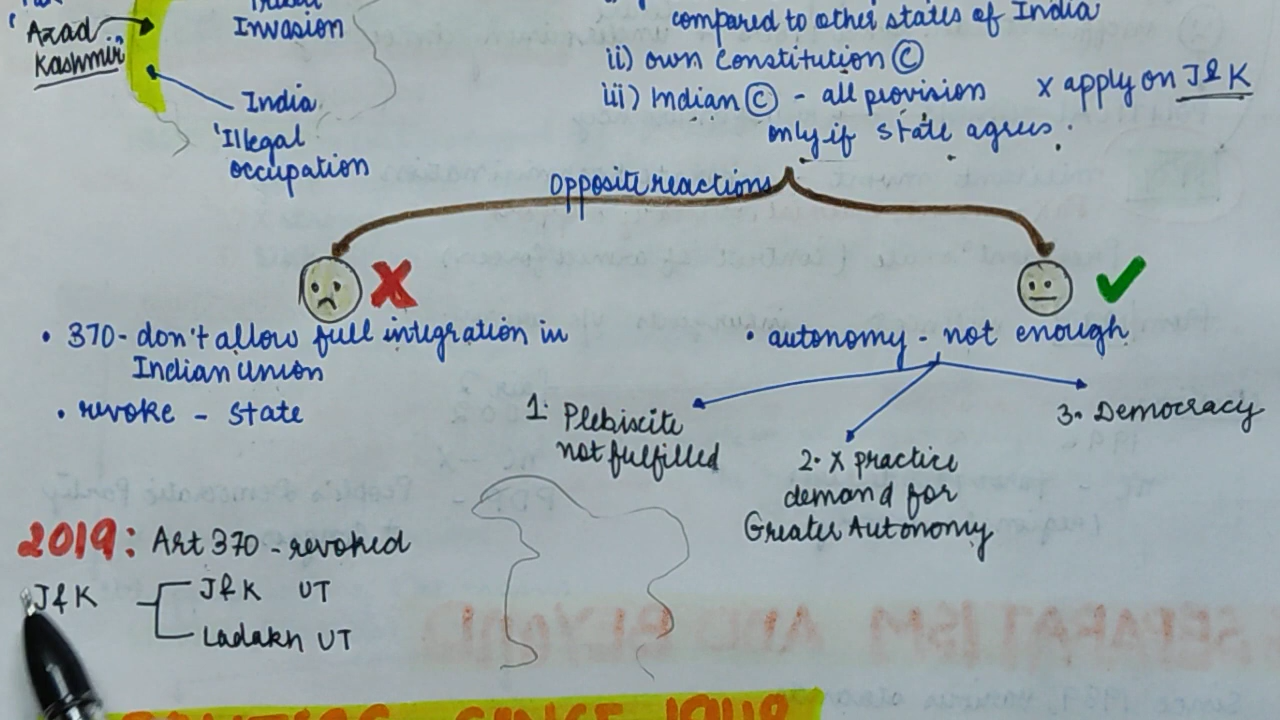 'Azad
Kashmir"
Invasion
India
'Illegal
occupation
compared to other states of India
ii) own constitution ©
iii) Indian © - all provision x apply on J&K
only if state agrees.
opposite reactions
• 370 - don't allow full integration in
Indian Union
• revoke - State
• autonomy - not enough
1. Plebiscite
not fulfilled
2. x practice
demand for
Greater Autonomy
3. Democracy
2019: Art 370 - revoked
J&K
J&K UT
Ladakh UT
SINCE 1948